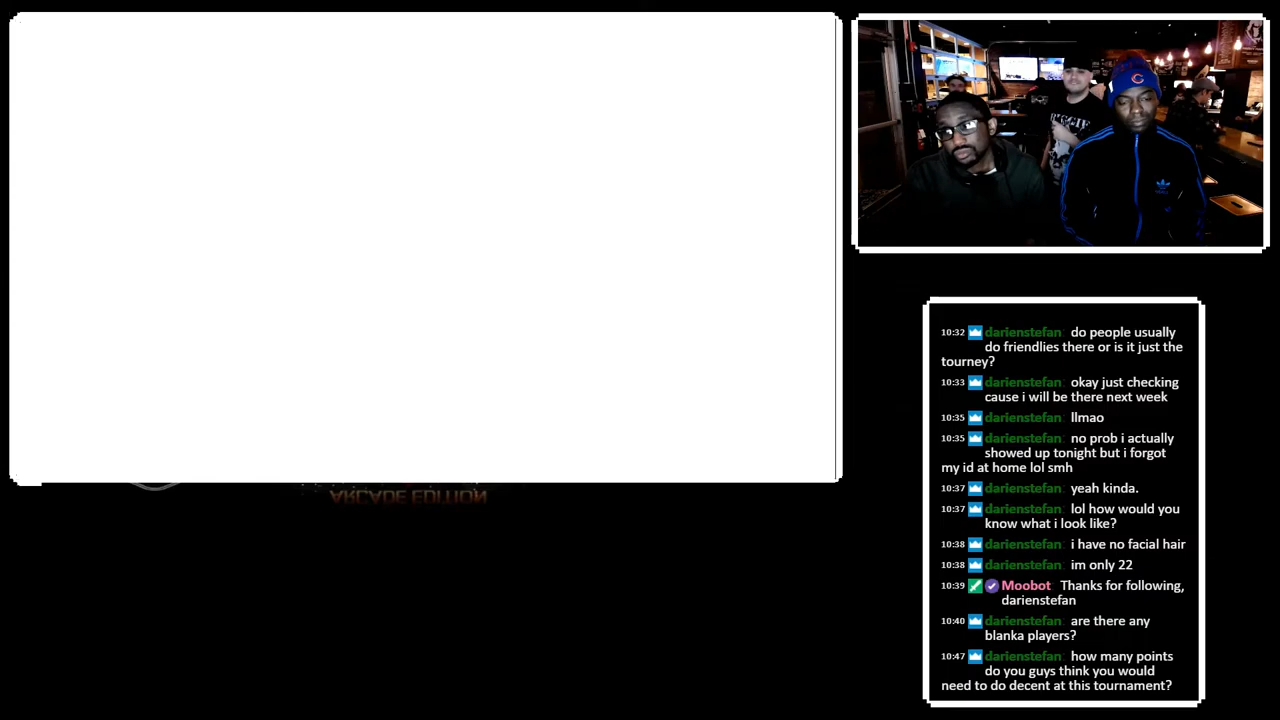 10:32 darienstefan: do people usually
do friendlies there or is it just the
tourney?
10:33 darienstefan: okay just checking
cause i will be there next week
10:35 darienstefan: llmao
10:35 darienstefan: no prob i actually
showed up tonight but i forgot
my id at home lol smh
10:37 darienstefan: yeah kinda.
10:37 darienstefan: lol how would you
know what i look like?
10:38 darienstefan: i have no facial hair
10:38 darienstefan: im only 22
10:39 Moobot Thanks for following,
darienstefan
10:40 darienstefan: are there any
blanka players?
10:47 darienstefan: how many points
do you guys think you would
need to do decent at this tournament?
ARCADE EDITION
C